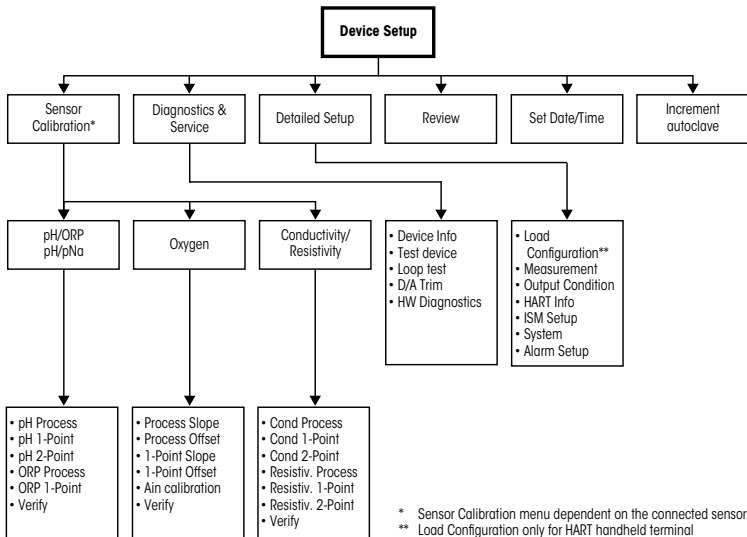 Device Setup
Sensor
Calibration*
Diagnostics &
Service
Detailed Setup
Review
Set Date/Time
Increment
autoclave
pH/ORP
pH/pNa
Oxygen
Conductivity/
Resistivity
• Device Info
• Test device
• Loop test
• D/A Trim
• HW Diagnostics
• Load
Configuration**
• Measurement
• Output Condition
• HART Info
• ISM Setup
• System
• Alarm Setup
• pH Process
• pH 1-Point
• pH 2-Point
• ORP Process
• ORP 1-Point
• Verify
• Process Slope
• Process Offset
• 1-Point Slope
• 1-Point Offset
• Ain calibration
• Verify
• Cond Process
• Cond 1-Point
• Cond 2-Point
• Resistiv. Process
• Resistiv. 1-Point
• Resistiv. 2-Point
• Verify
* Sensor Calibration menu dependent on the connected sensor
** Load Configuration only for HART handheld terminal